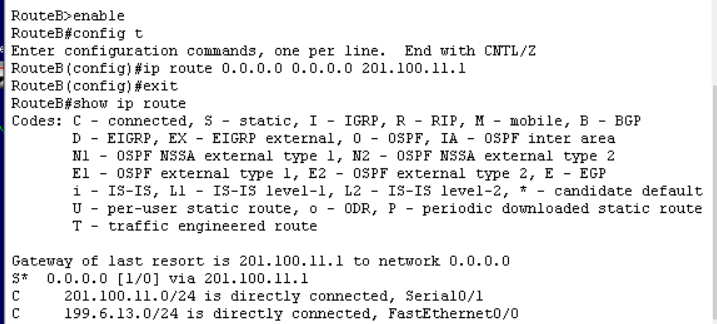 RouteB>enable
RouteB#config t
Enter configuration commands, one per line.  End with CNTL/Z
RouteB(config)#ip route 0.0.0.0 0.0.0.0 201.100.11.1
RouteB(config)#exit
RouteB#show ip route
Codes: C - connected, S - static, I - IGRP, R - RIP, M - mobile, B - BGP
       D - EIGRP, EX - EIGRP external, O - OSPF, IA - OSPF inter area
       N1 - OSPF NSSA external type 1, N2 - OSPF NSSA external type 2
       E1 - OSPF external type 1, E2 - OSPF external type 2, E - EGP
       i - IS-IS, L1 - IS-IS level-1, L2 - IS-IS level-2, * - candidate default
       U - per-user static route, o - ODR, P - periodic downloaded static route
       T - traffic engineered route
Gateway of last resort is 201.100.11.1 to network 0.0.0.0
S*  0.0.0.0 [1/0] via 201.100.11.1
C     201.100.11.0/24 is directly connected, Serial0/1
C     199.6.13.0/24 is directly connected, FastEthernet0/0